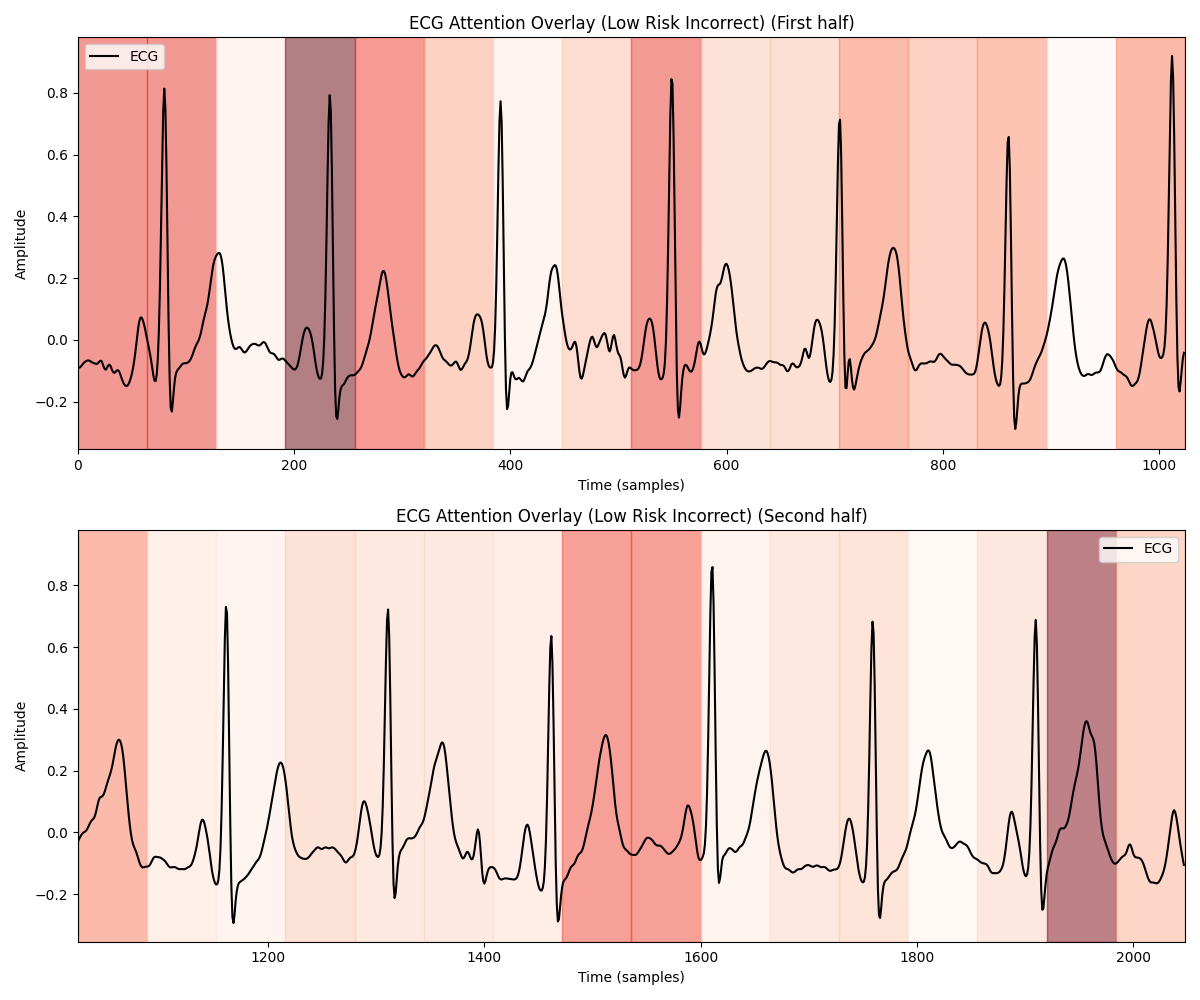 ECG Attention Overlay (Low Risk Incorrect) (First half)
ECG
0.8
0.6
0.4
0.2
0.0
−0.2
Amplitude
0 200 400 600 800 1000
Time (samples)
ECG Attention Overlay (Low Risk Incorrect) (Second half)
ECG
0.8
0.6
0.4
0.2
0.0
−0.2
Amplitude
1200 1400 1600 1800 2000
Time (samples)